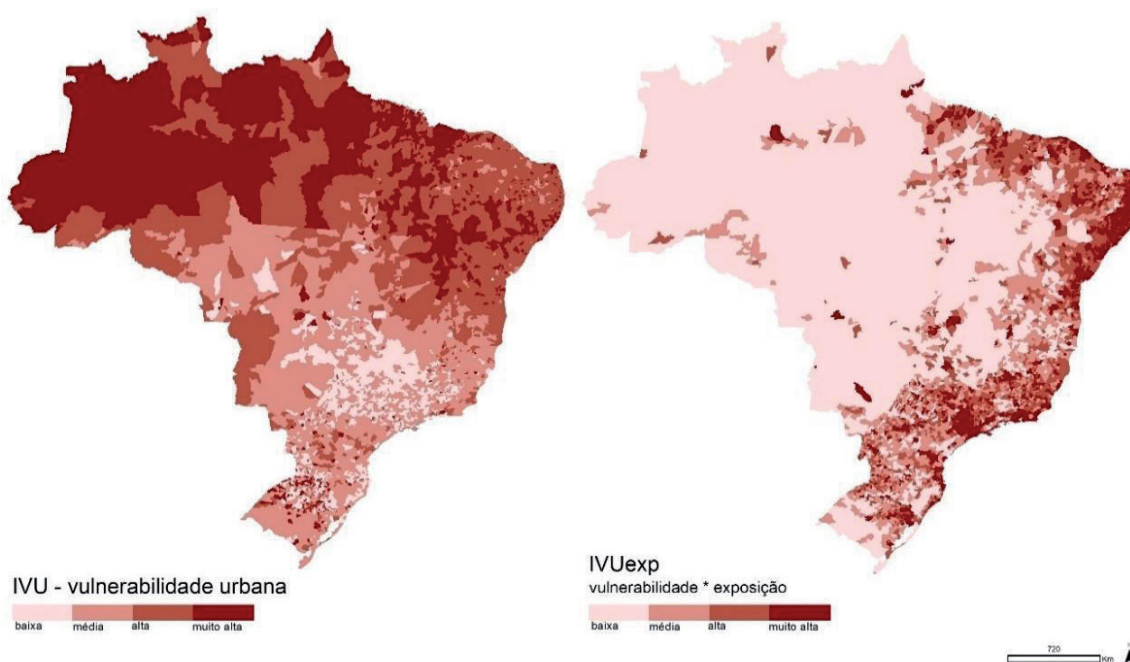 IVU - vulnerabilidade urbana
baixa média alta muito alta
IVUexp
vulnerabilidade * exposição
baixa média alta muito alta
720
Km